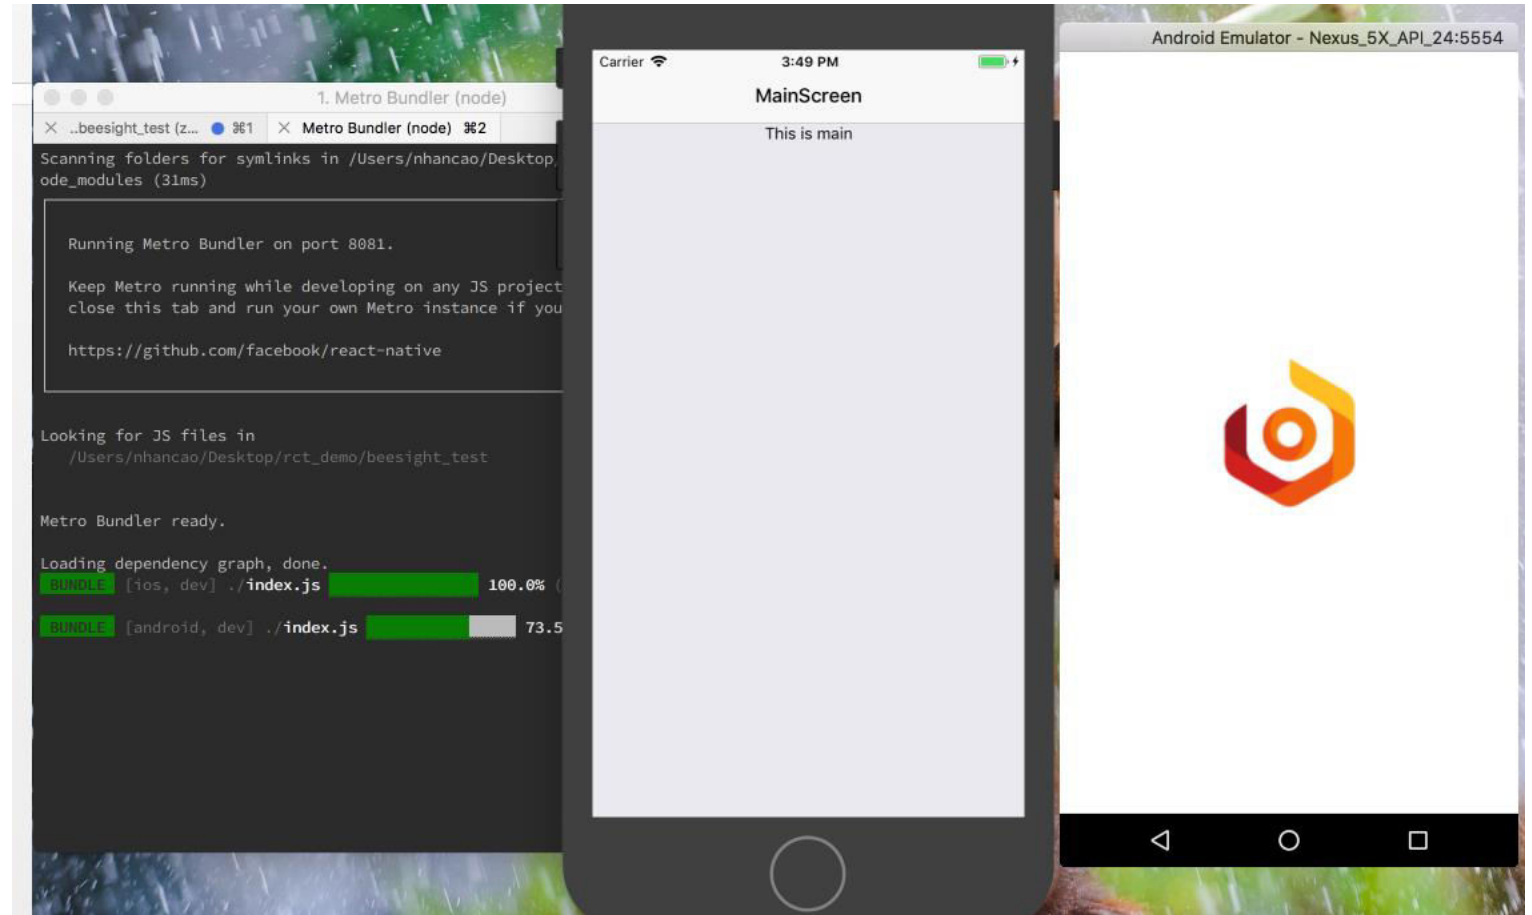 1. Metro Bundler (node)
..beesight_test (z... ⌘1 Metro Bundler (node) ⌘2
Scanning folders for symlinks in /Users/nhancao/Desktop/
ode_modules (31ms)
Running Metro Bundler on port 8081.
Keep Metro running while developing on any JS project
close this tab and run your own Metro instance if you
https://github.com/facebook/react-native
Looking for JS files in
/Users/nhancao/Desktop/rct_demo/beesight_test
Metro Bundler ready.
Loading dependency graph, done.
BUNDLE [ios, dev] ./index.js 100.0% (
BUNDLE [android, dev] ./index.js 73.5
Carrier 3:49 PM
MainScreen
This is main
Android Emulator - Nexus_5X_API_24:5554